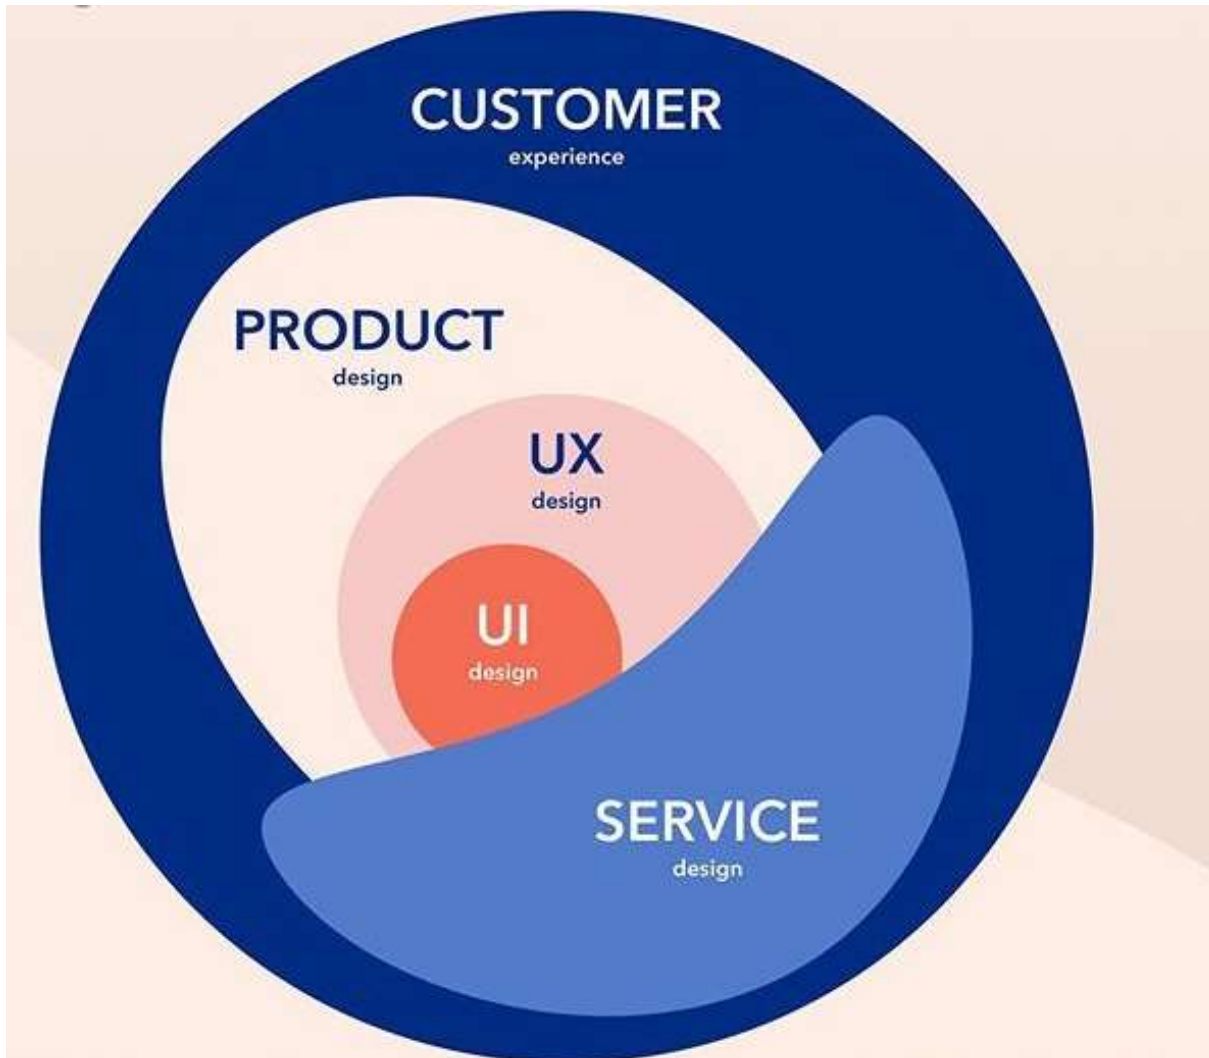 CUSTOMER
experience
PRODUCT
design
UX
design
UI
design
SERVICE
design